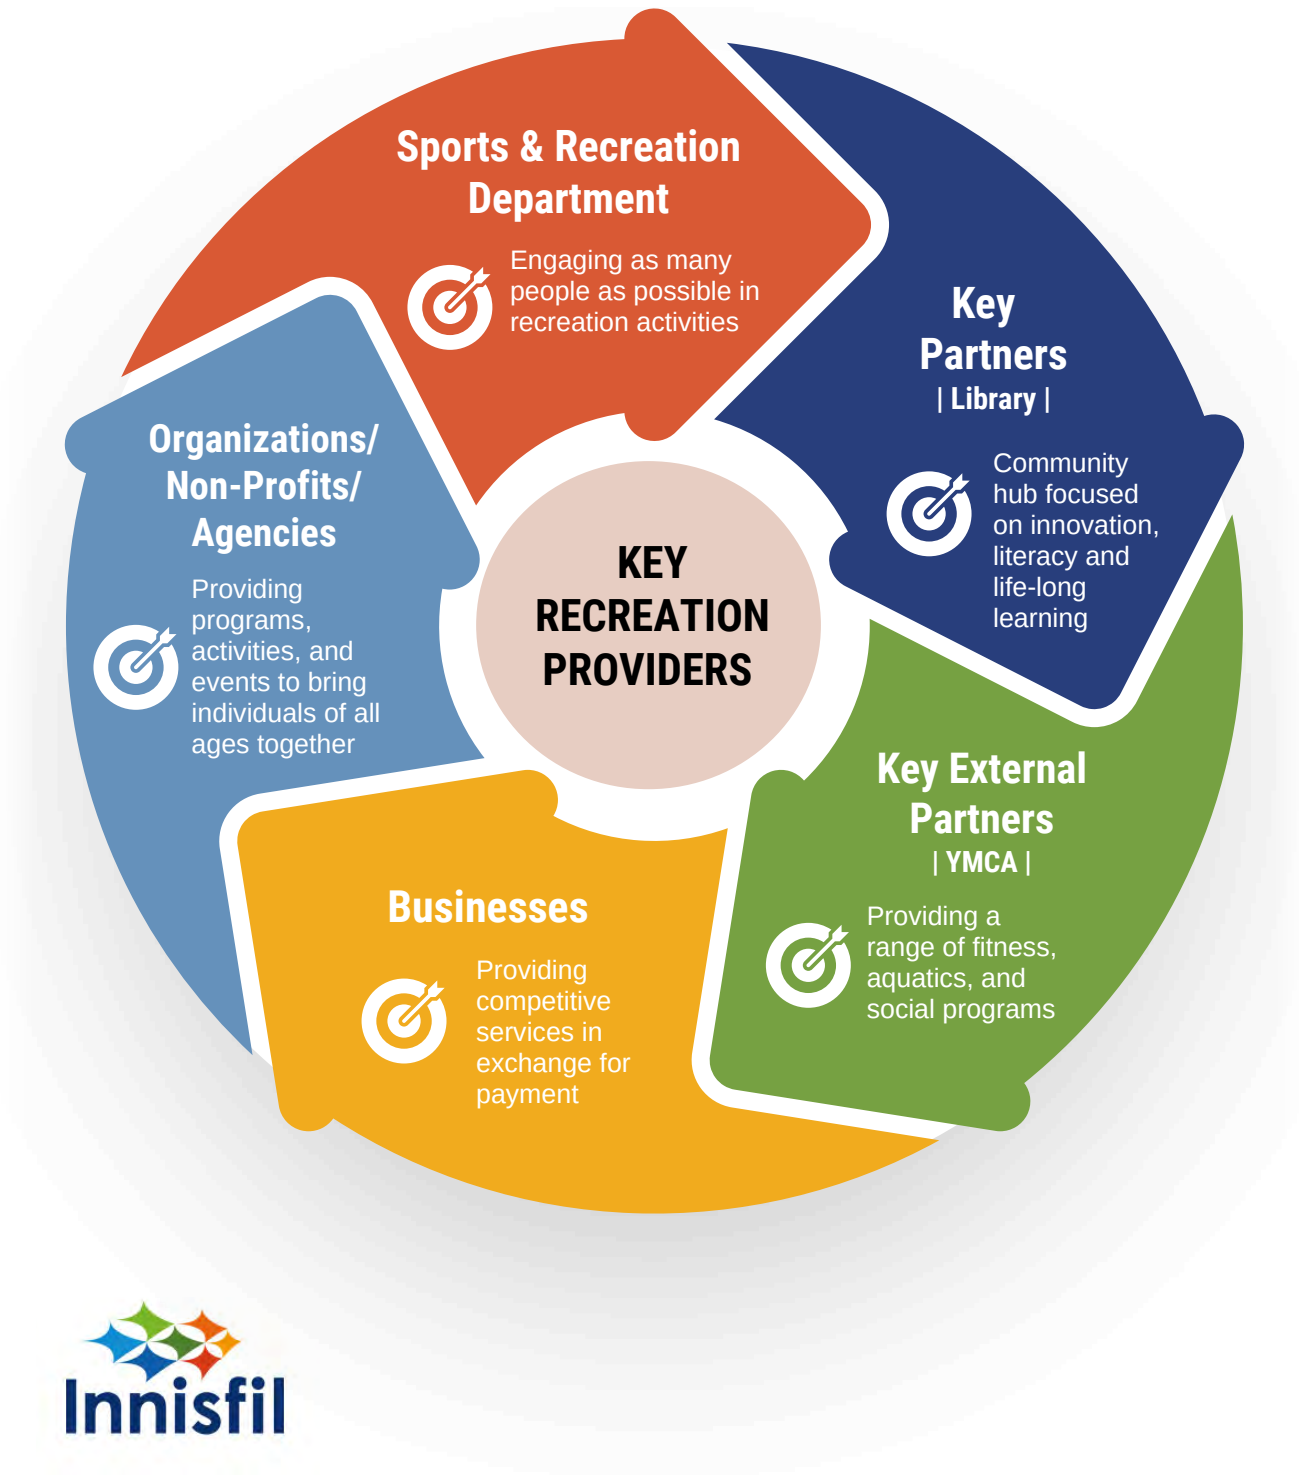 Sports & Recreation
Department
Engaging as many
people as possible in
recreation activities
Key
Partners
| Library |
Community
hub focused
on innovation,
literacy and
life-long
learning
Key External
Partners
| YMCA |
Providing a
range of fitness,
aquatics, and
social programs
Businesses
Providing
competitive
services in
exchange for
payment
Organizations/
Non-Profits/
Agencies
Providing
programs,
activities, and
events to bring
individuals of all
ages together
KEY
RECREATION
PROVIDERS
Innisfil